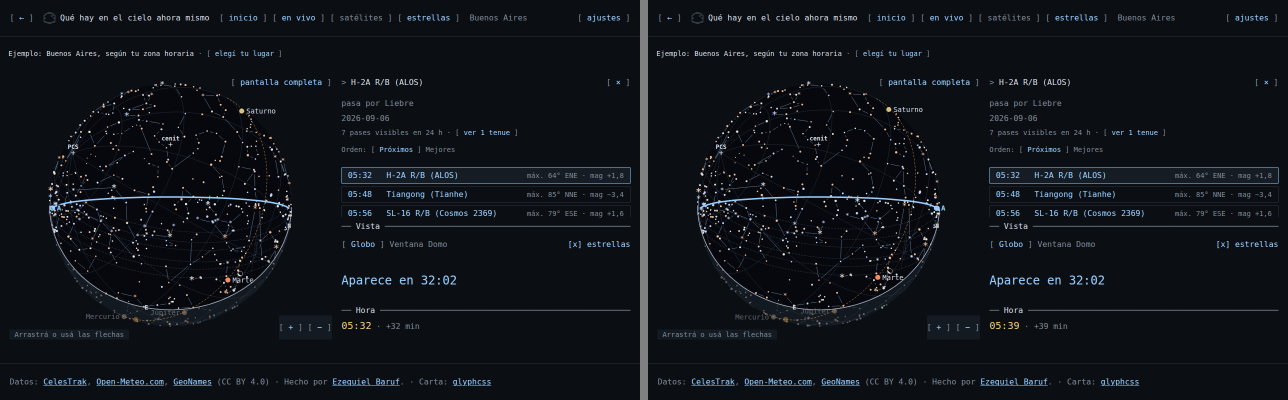 [ ← ] Qué hay en el cielo ahora mismo [ inicio ] [ en vivo ] [ satélites ] [ estrellas ] Buenos Aires [ ajustes ]
Ejemplo: Buenos Aires, según tu zona horaria · [ elegí tu lugar ]
[ pantalla completa ]
Saturno
cenit
PCS
A
Marte
E
Júpiter
Mercurio
Arrastrá o usá las flechas
[ + ] [ − ]
> H-2A R/B (ALOS) [ × ]
pasa por Liebre
2026-09-06
7 pases visibles en 24 h · [ ver 1 tenue ]
Orden: [ Próximos ] Mejores
05:32 H-2A R/B (ALOS) máx. 64° ENE · mag +1,8
05:48 Tiangong (Tianhe) máx. 85° NNE · mag −3,4
05:56 SL-16 R/B (Cosmos 2369) máx. 79° ESE · mag +1,6
Vista
[ Globo ] Ventana Domo [x] estrellas
Aparece en 32:02
Hora
05:32 · +32 min
Datos: CelesTrak, Open-Meteo.com, GeoNames (CC BY 4.0) · Hecho por Ezequiel Baruf. · Carta: glyphcss
[ ← ] Qué hay en el cielo ahora mismo [ inicio ] [ en vivo ] [ satélites ] [ estrellas ] Buenos Aires [ ajustes ]
Ejemplo: Buenos Aires, según tu zona horaria · [ elegí tu lugar ]
[ pantalla completa ]
Saturno
cenit
PCS
A
Marte
E
Júpiter
Mercurio
Arrastrá o usá las flechas
[ + ] [ − ]
> H-2A R/B (ALOS) [ × ]
pasa por Liebre
2026-09-06
7 pases visibles en 24 h · [ ver 1 tenue ]
Orden: [ Próximos ] Mejores
05:32 H-2A R/B (ALOS) máx. 64° ENE · mag +1,8
05:48 Tiangong (Tianhe) máx. 85° NNE · mag −3,4
05:56 SL-16 R/B (Cosmos 2369) máx. 79° ESE · mag +1,6
Vista
[ Globo ] Ventana Domo [x] estrellas
Aparece en 32:02
Hora
05:39 · +39 min
Datos: CelesTrak, Open-Meteo.com, GeoNames (CC BY 4.0) · Hecho por Ezequiel Baruf. · Carta: glyphcss